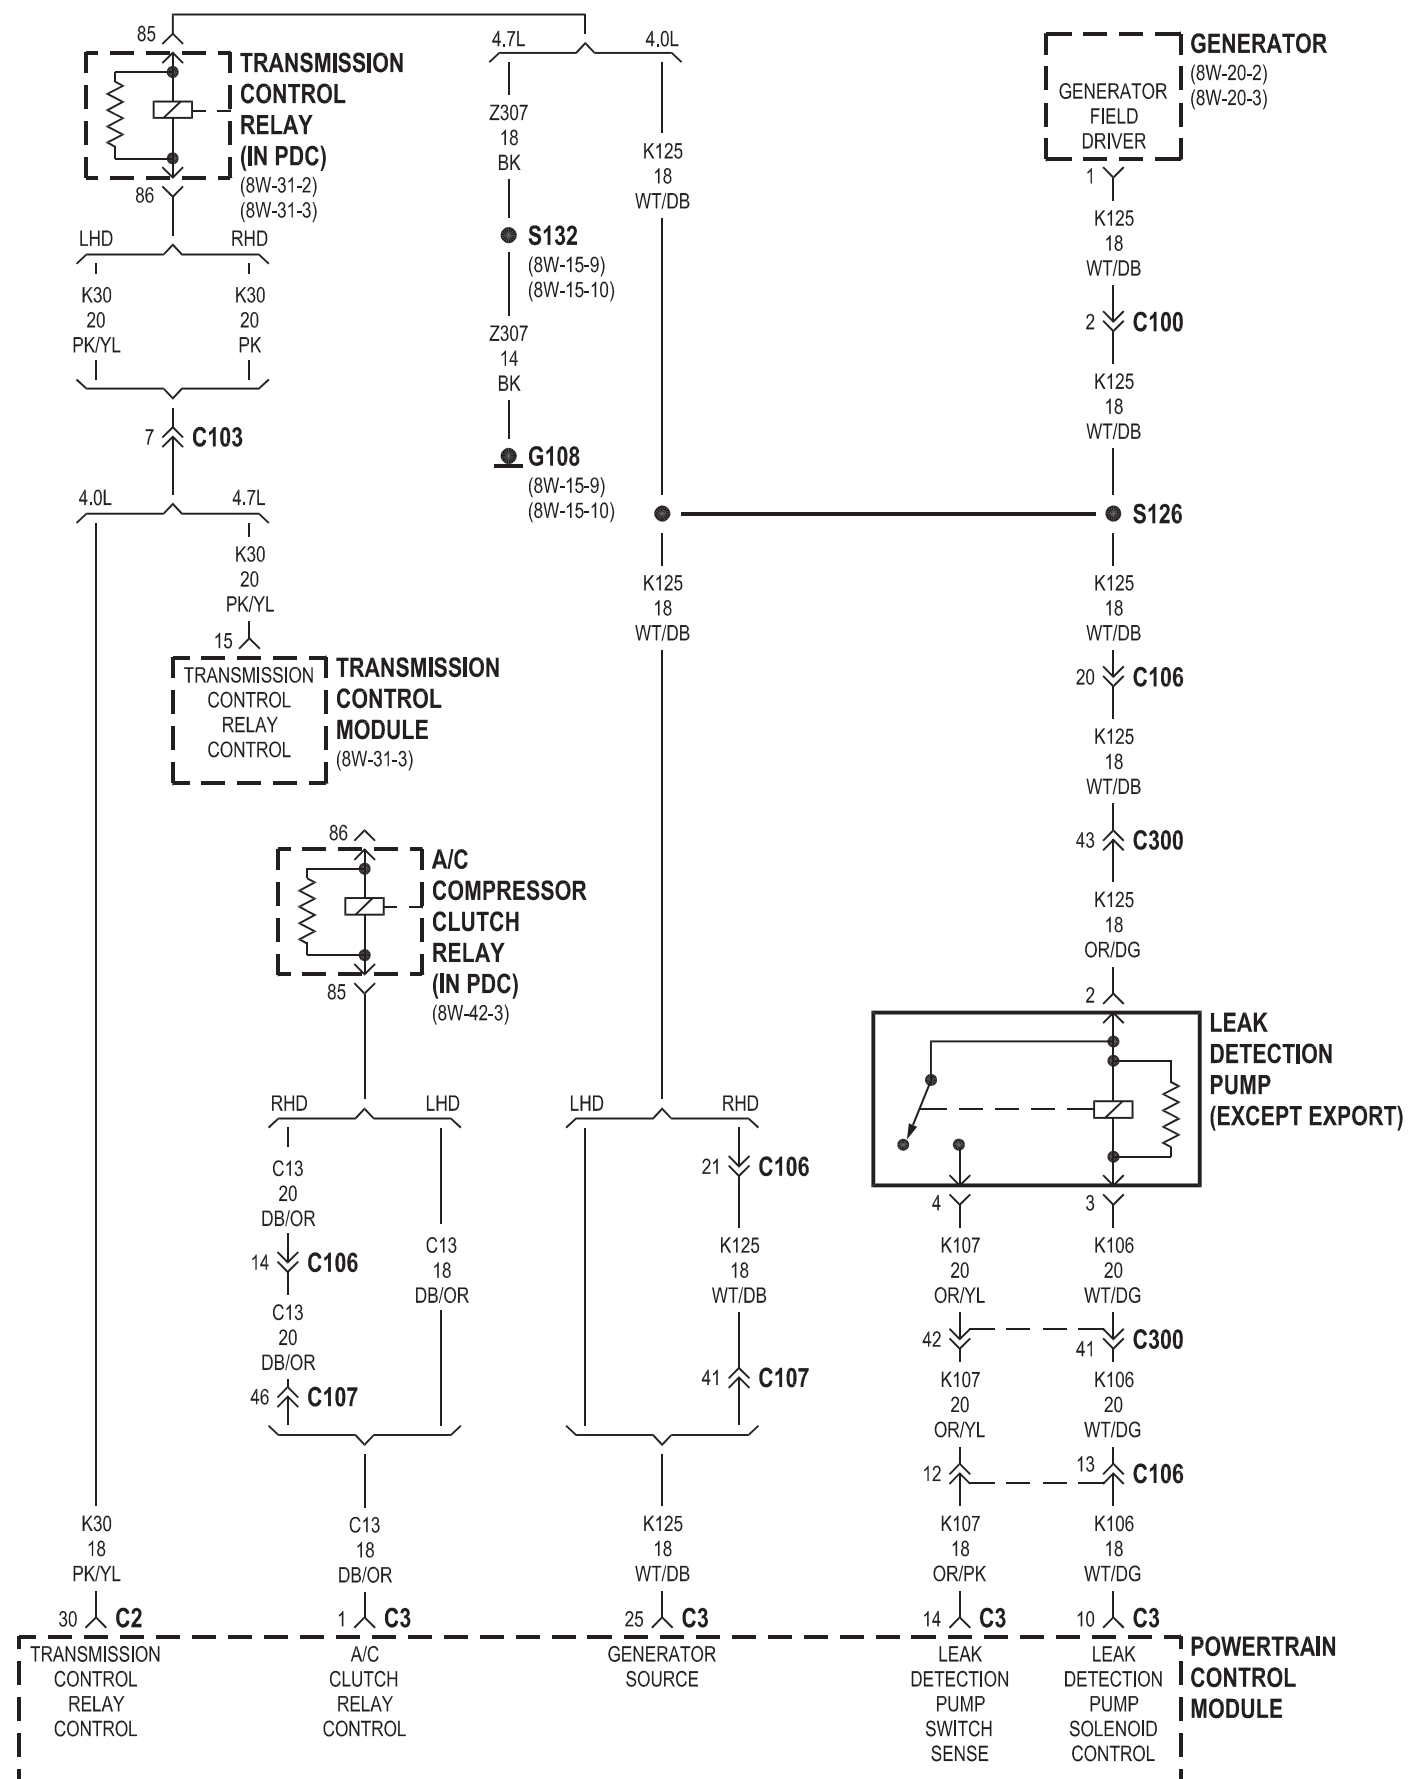 85
TRANSMISSION
CONTROL
RELAY
(IN PDC)
(8W-31-2)
(8W-31-3)
86
LHD
RHD
K30
20
PK/YL
K30
20
PK
7
C103
4.0L
4.7L
K30
20
PK/YL
15
TRANSMISSION
CONTROL
RELAY
CONTROL
TRANSMISSION
CONTROL
MODULE
(8W-31-3)
4.7L
4.0L
Z307
18
BK
S132
(8W-15-9)
(8W-15-10)
Z307
14
BK
G108
(8W-15-9)
(8W-15-10)
K125
18
WT/DB
K125
18
WT/DB
GENERATOR
(8W-20-2)
(8W-20-3)
GENERATOR
FIELD
DRIVER
1
K125
18
WT/DB
2
C100
K125
18
WT/DB
S126
K125
18
WT/DB
20
C106
K125
18
WT/DB
43
C300
K125
18
OR/DG
2
LEAK
DETECTION
PUMP
(EXCEPT EXPORT)
4
3
86
A/C
COMPRESSOR
CLUTCH
RELAY
(IN PDC)
(8W-42-3)
85
RHD
LHD
C13
20
DB/OR
14
C106
C13
20
DB/OR
46
C107
C13
18
DB/OR
LHD
RHD
21
C106
K125
18
WT/DB
41
C107
K107
20
OR/YL
K106
20
WT/DG
42
41
C300
K107
20
OR/YL
K106
20
WT/DG
12
13
C106
K30
18
PK/YL
C13
18
DB/OR
K125
18
WT/DB
K107
18
OR/PK
K106
18
WT/DG
30
C2
1
C3
25
C3
14
C3
10
C3
TRANSMISSION
CONTROL
RELAY
CONTROL
A/C
CLUTCH
RELAY
CONTROL
GENERATOR
SOURCE
LEAK
DETECTION
PUMP
SWITCH
SENSE
LEAK
DETECTION
PUMP
SOLENOID
CONTROL
POWERTRAIN
CONTROL
MODULE